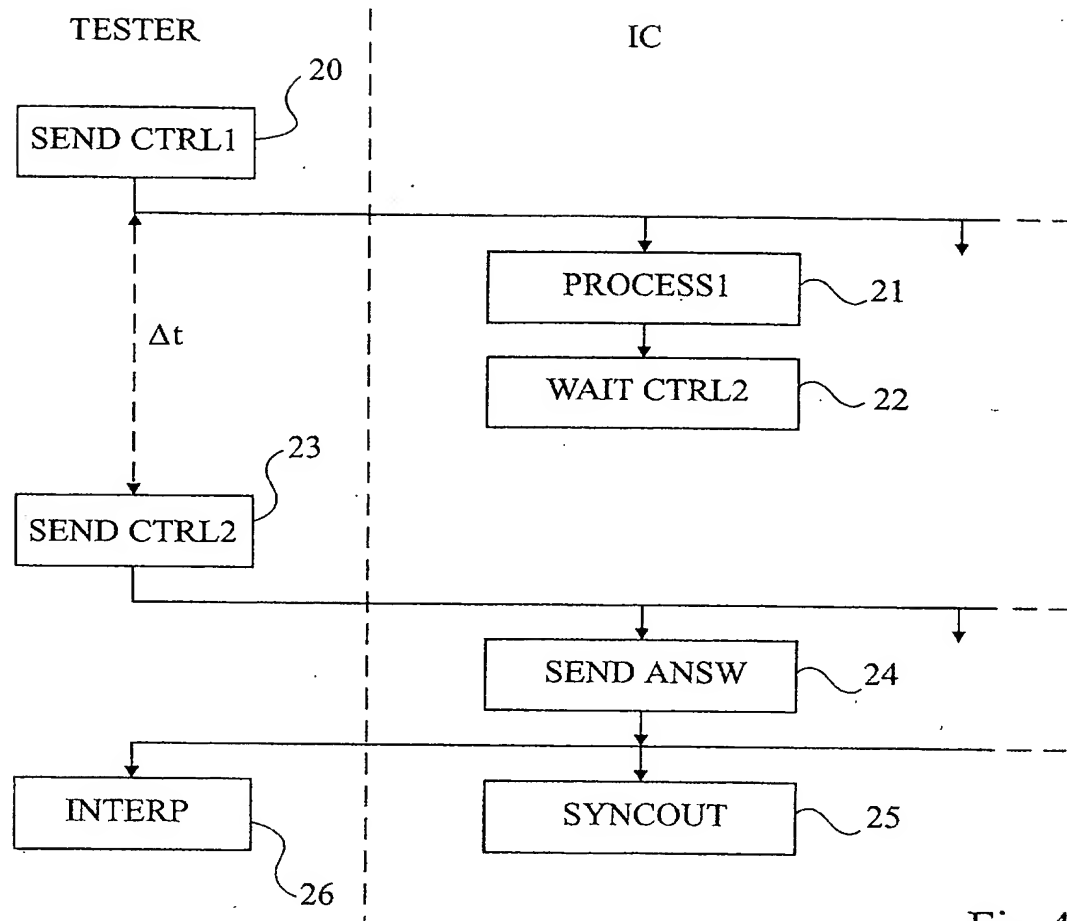 TESTER
IC
20
SEND CTRL1
PROCESS1
21
Δt
WAIT CTRL2
22
23
SEND CTRL2
SEND ANSW
24
INTERP
SYNCOUT
25
26